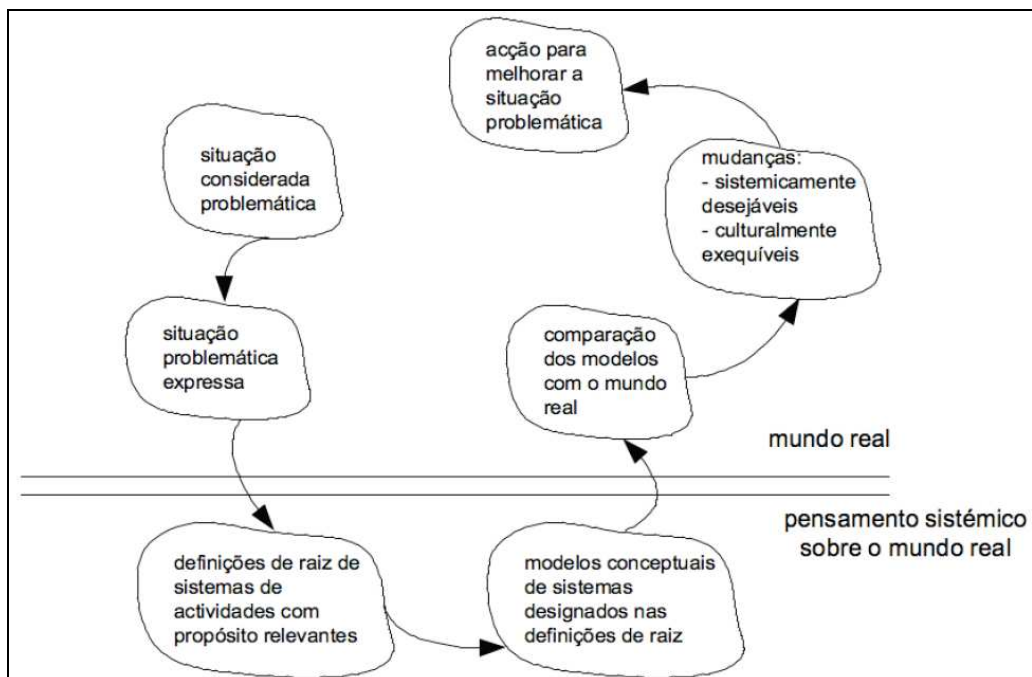 situação
considerada
problemática
situação
problemática
expressa
definições de raiz de
sistemas de
actividades com
propósito relevantes
modelos conceptuais
de sistemas
designados nas
definições de raiz
comparação
dos modelos
com o mundo
real
mudanças:
- sistemicamente
desejáveis
- culturalmente
exequíveis
acção para
melhorar a
situação
problemática
mundo real
pensamento sistémico
sobre o mundo real